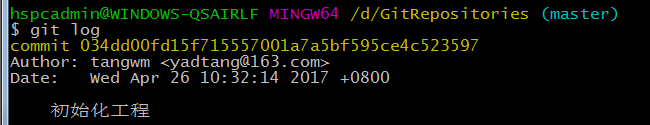 hspcadmin@WINDOWS-QSAIRLF MINGW64 /d/GitRepositories (master)
$ git log
commit 034dd00fd15f715557001a7a5bf595ce4c523597
Author: tangwm <yadtang@163.com>
Date:   Wed Apr 26 10:32:14 2017 +0800
初始化工程